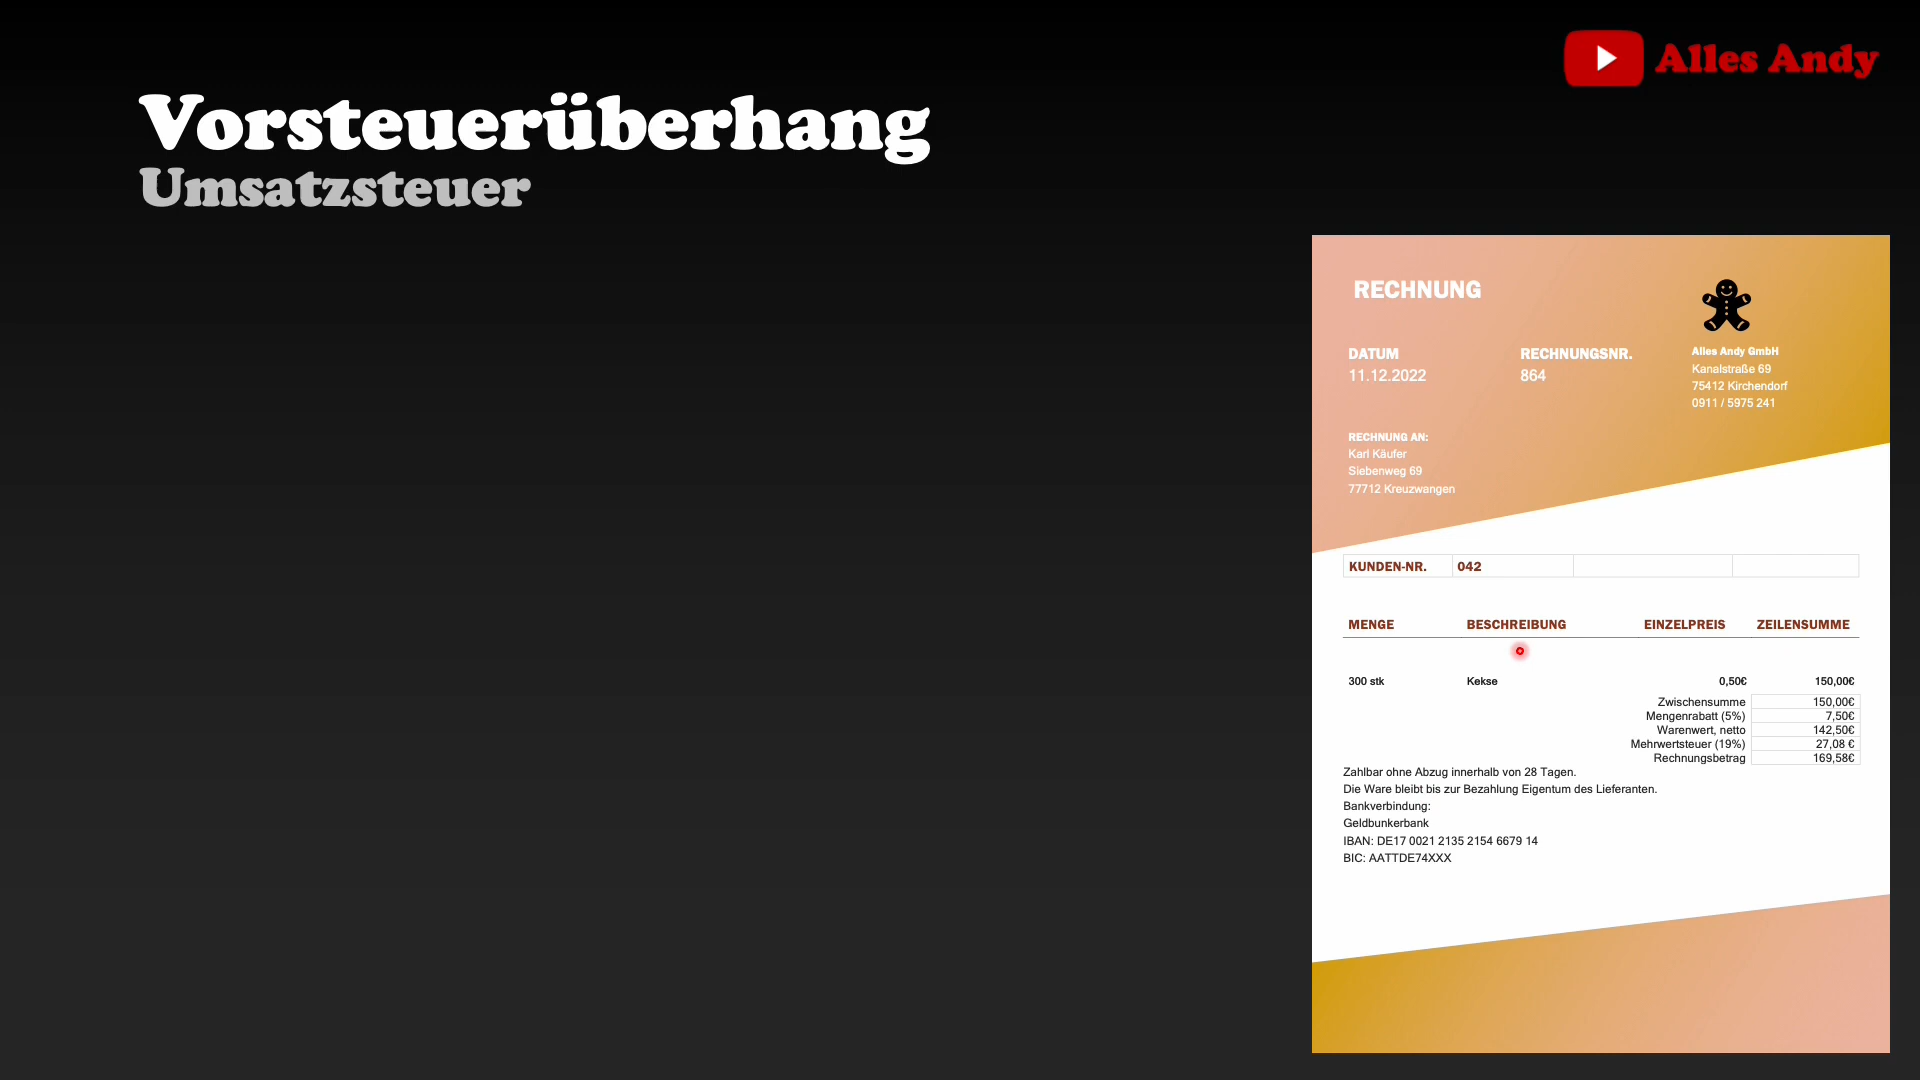 Alles Andy
Vorsteuerüberhang
Umsatzsteuer
RECHNUNG
DATUM
11.12.2022
RECHNUNGSNR.
864
Alles Andy GmbH
Kanalstraße 69
75412 Kirchendorf
0911 / 5975 241
RECHNUNG AN:
Karl Käufer
Siebenweg 69
77712 Kreuzwangen
KUNDEN-NR. 042
MENGE BESCHREIBUNG EINZELPREIS ZEILENSUMME
300 stk Kekse 0,50€ 150,00€
Zwischensumme 150,00€
Mengenrabatt (5%) 7,50€
Warenwert, netto 142,50€
Mehrwertsteuer (19%) 27,08 €
Rechnungsbetrag 169,58€
Zahlbar ohne Abzug innerhalb von 28 Tagen.
Die Ware bleibt bis zur Bezahlung Eigentum des Lieferanten.
Bankverbindung:
Geldbunkerbank
IBAN: DE17 0021 2135 2154 6679 14
BIC: AATTDE74XXX